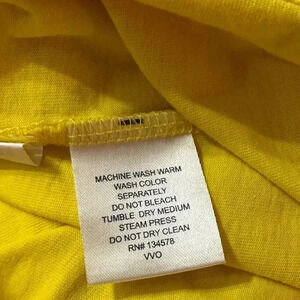 MACHINE WASH WARM
WASH COLOR
SEPARATELY
DO NOT BLEACH
TUMBLE DRY MEDIUM
STEAM PRESS
DO NOT DRY CLEAN
RN# 134578
VVO